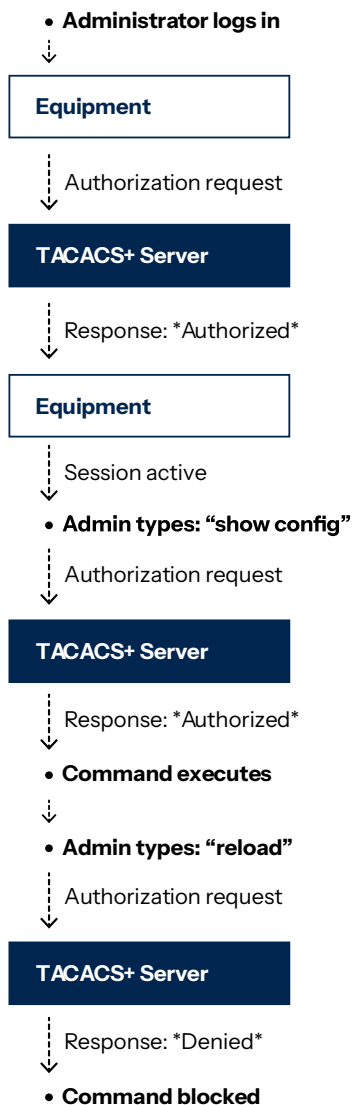 • Administrator logs in
Equipment
Authorization request
TACACS+ Server
Response: *Authorized*
Equipment
Session active
• Admin types: “show config”
Authorization request
TACACS+ Server
Response: *Authorized*
• Command executes
• Admin types: “reload”
Authorization request
TACACS+ Server
Response: *Denied*
• Command blocked